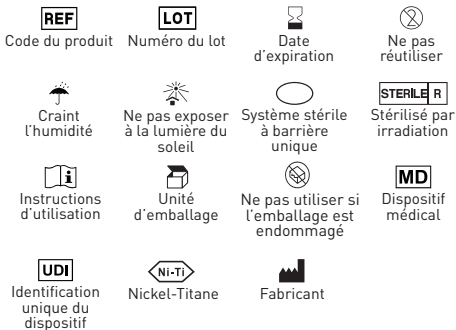 REF
LOT
Code du produit
Numéro du lot
Date
d'expiration
Ne pas
réutiliser
2
STERILE R
Craint
l'humidité
Ne pas exposer
à la lumière du
soleil
Système stérile
à barrière
unique
Stérilisé par
irradiation
i
MD
Instructions
d'utilisation
Unité
d'emballage
Ne pas utiliser si
l'emballage est
endommagé
Dispositif
médical
UDI
Ni-Ti
Identification
unique du
dispositif
Nickel-Titane
Fabricant